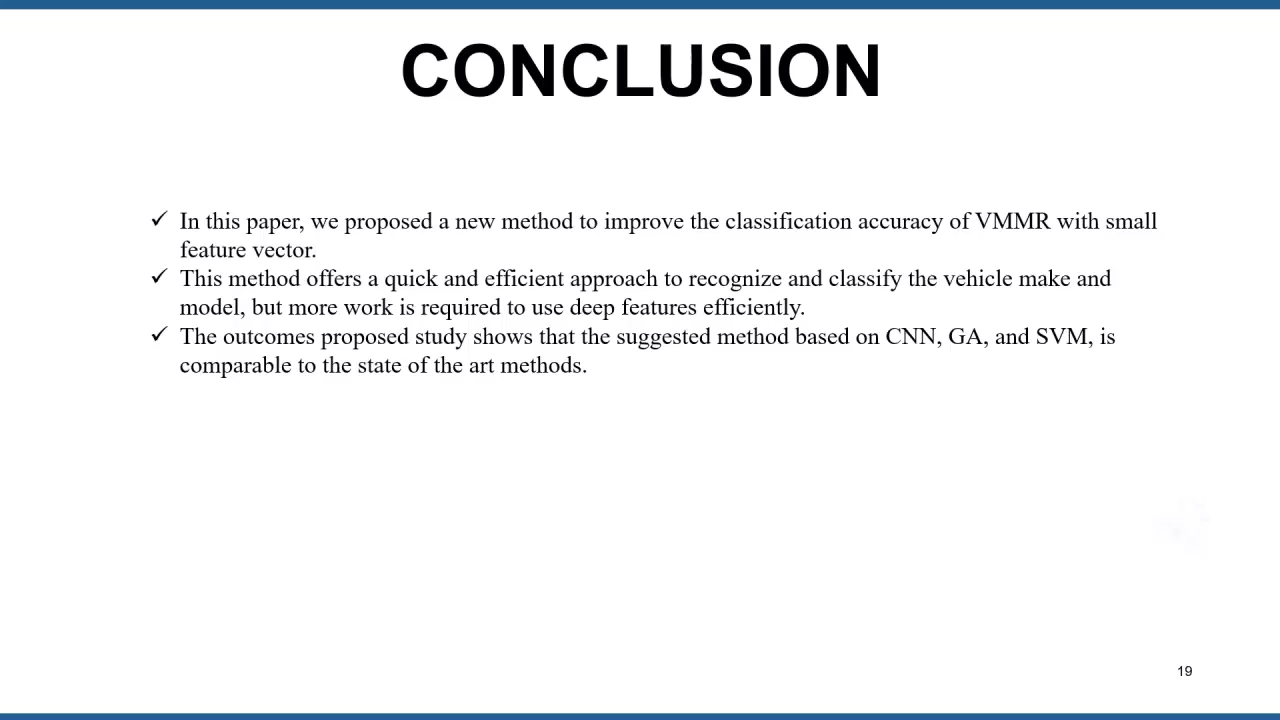 CONCLUSION
✓ In this paper, we proposed a new method to improve the classification accuracy of VMMR with small
feature vector.
✓ This method offers a quick and efficient approach to recognize and classify the vehicle make and
model, but more work is required to use deep features efficiently.
✓ The outcomes proposed study shows that the suggested method based on CNN, GA, and SVM, is
comparable to the state of the art methods.
19